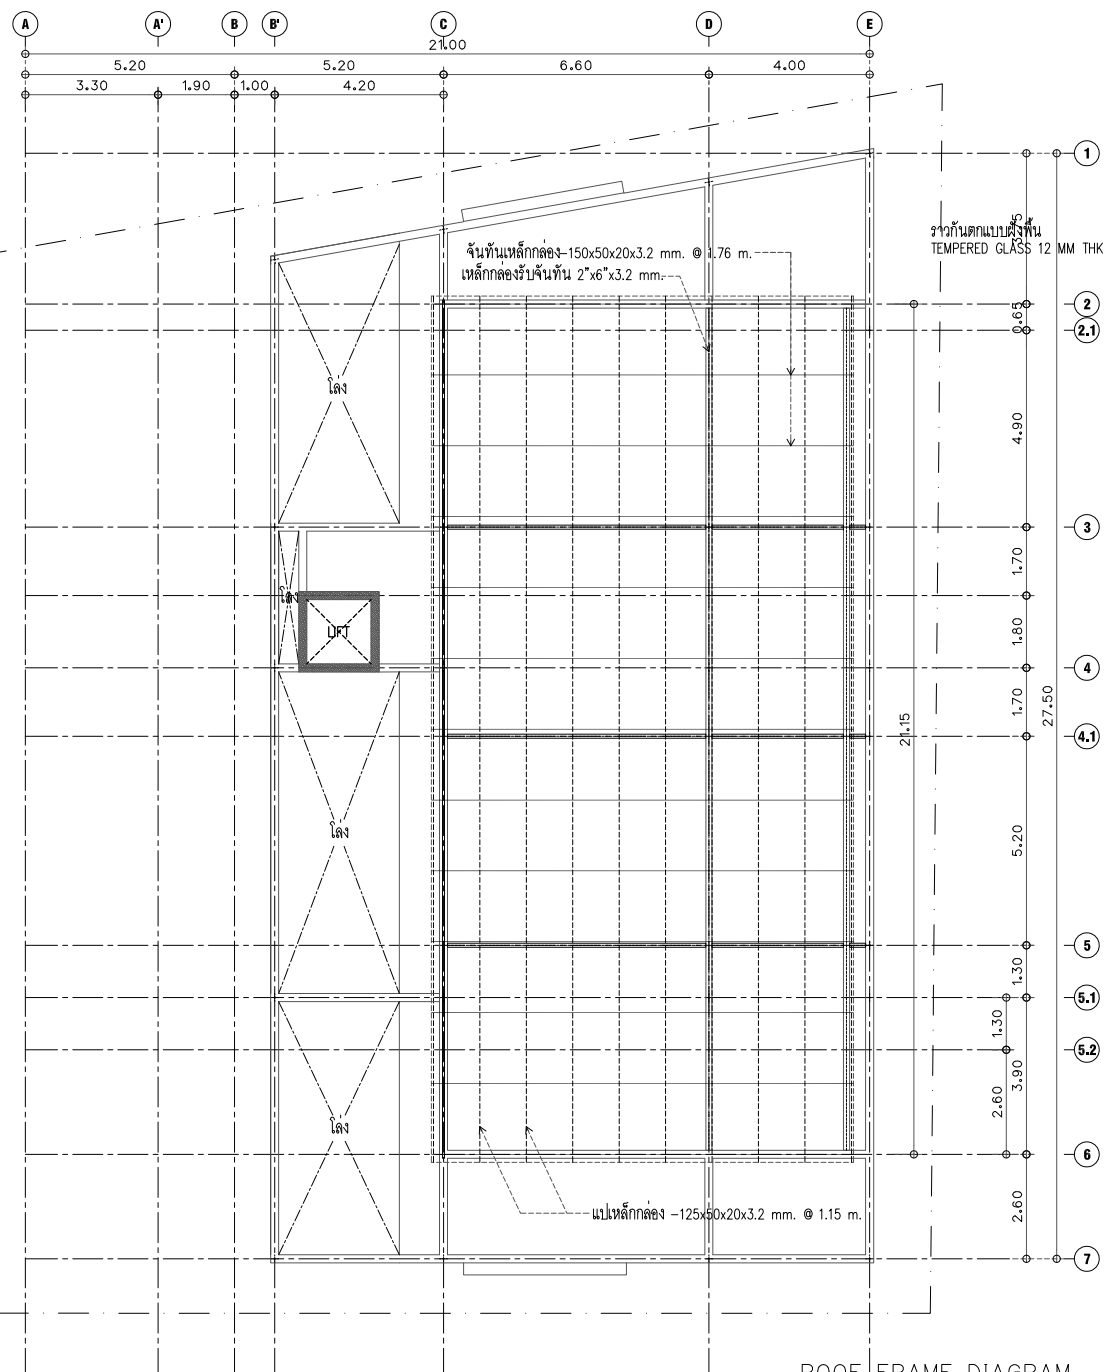 A A' B B' C D E
21.00
5.20 5.20 6.60 4.00
3.30 1.90 1.00 4.20
1
ราวกันตกแบบฝังพื้น
TEMPERED GLASS 12 MM THK
จันทันเหล็กกล่อง-150x50x20x3.2 mm. @ 1.76 m.
เหล็กกล่องรับจันทัน 2"x6"x3.2 mm.
2
0.65
2.1
โล่ง
4.90
3
1.70
โล่ง
LIFT
1.80
4
1.70
27.50
21.15
4.1
โล่ง
5.20
5
1.30
5.1
1.30
5.2
3.90
2.60
โล่ง
6
แปเหล็กกล่อง -125x50x20x3.2 mm. @ 1.15 m.
2.60
7
ROOF FRAME DIAGRAM